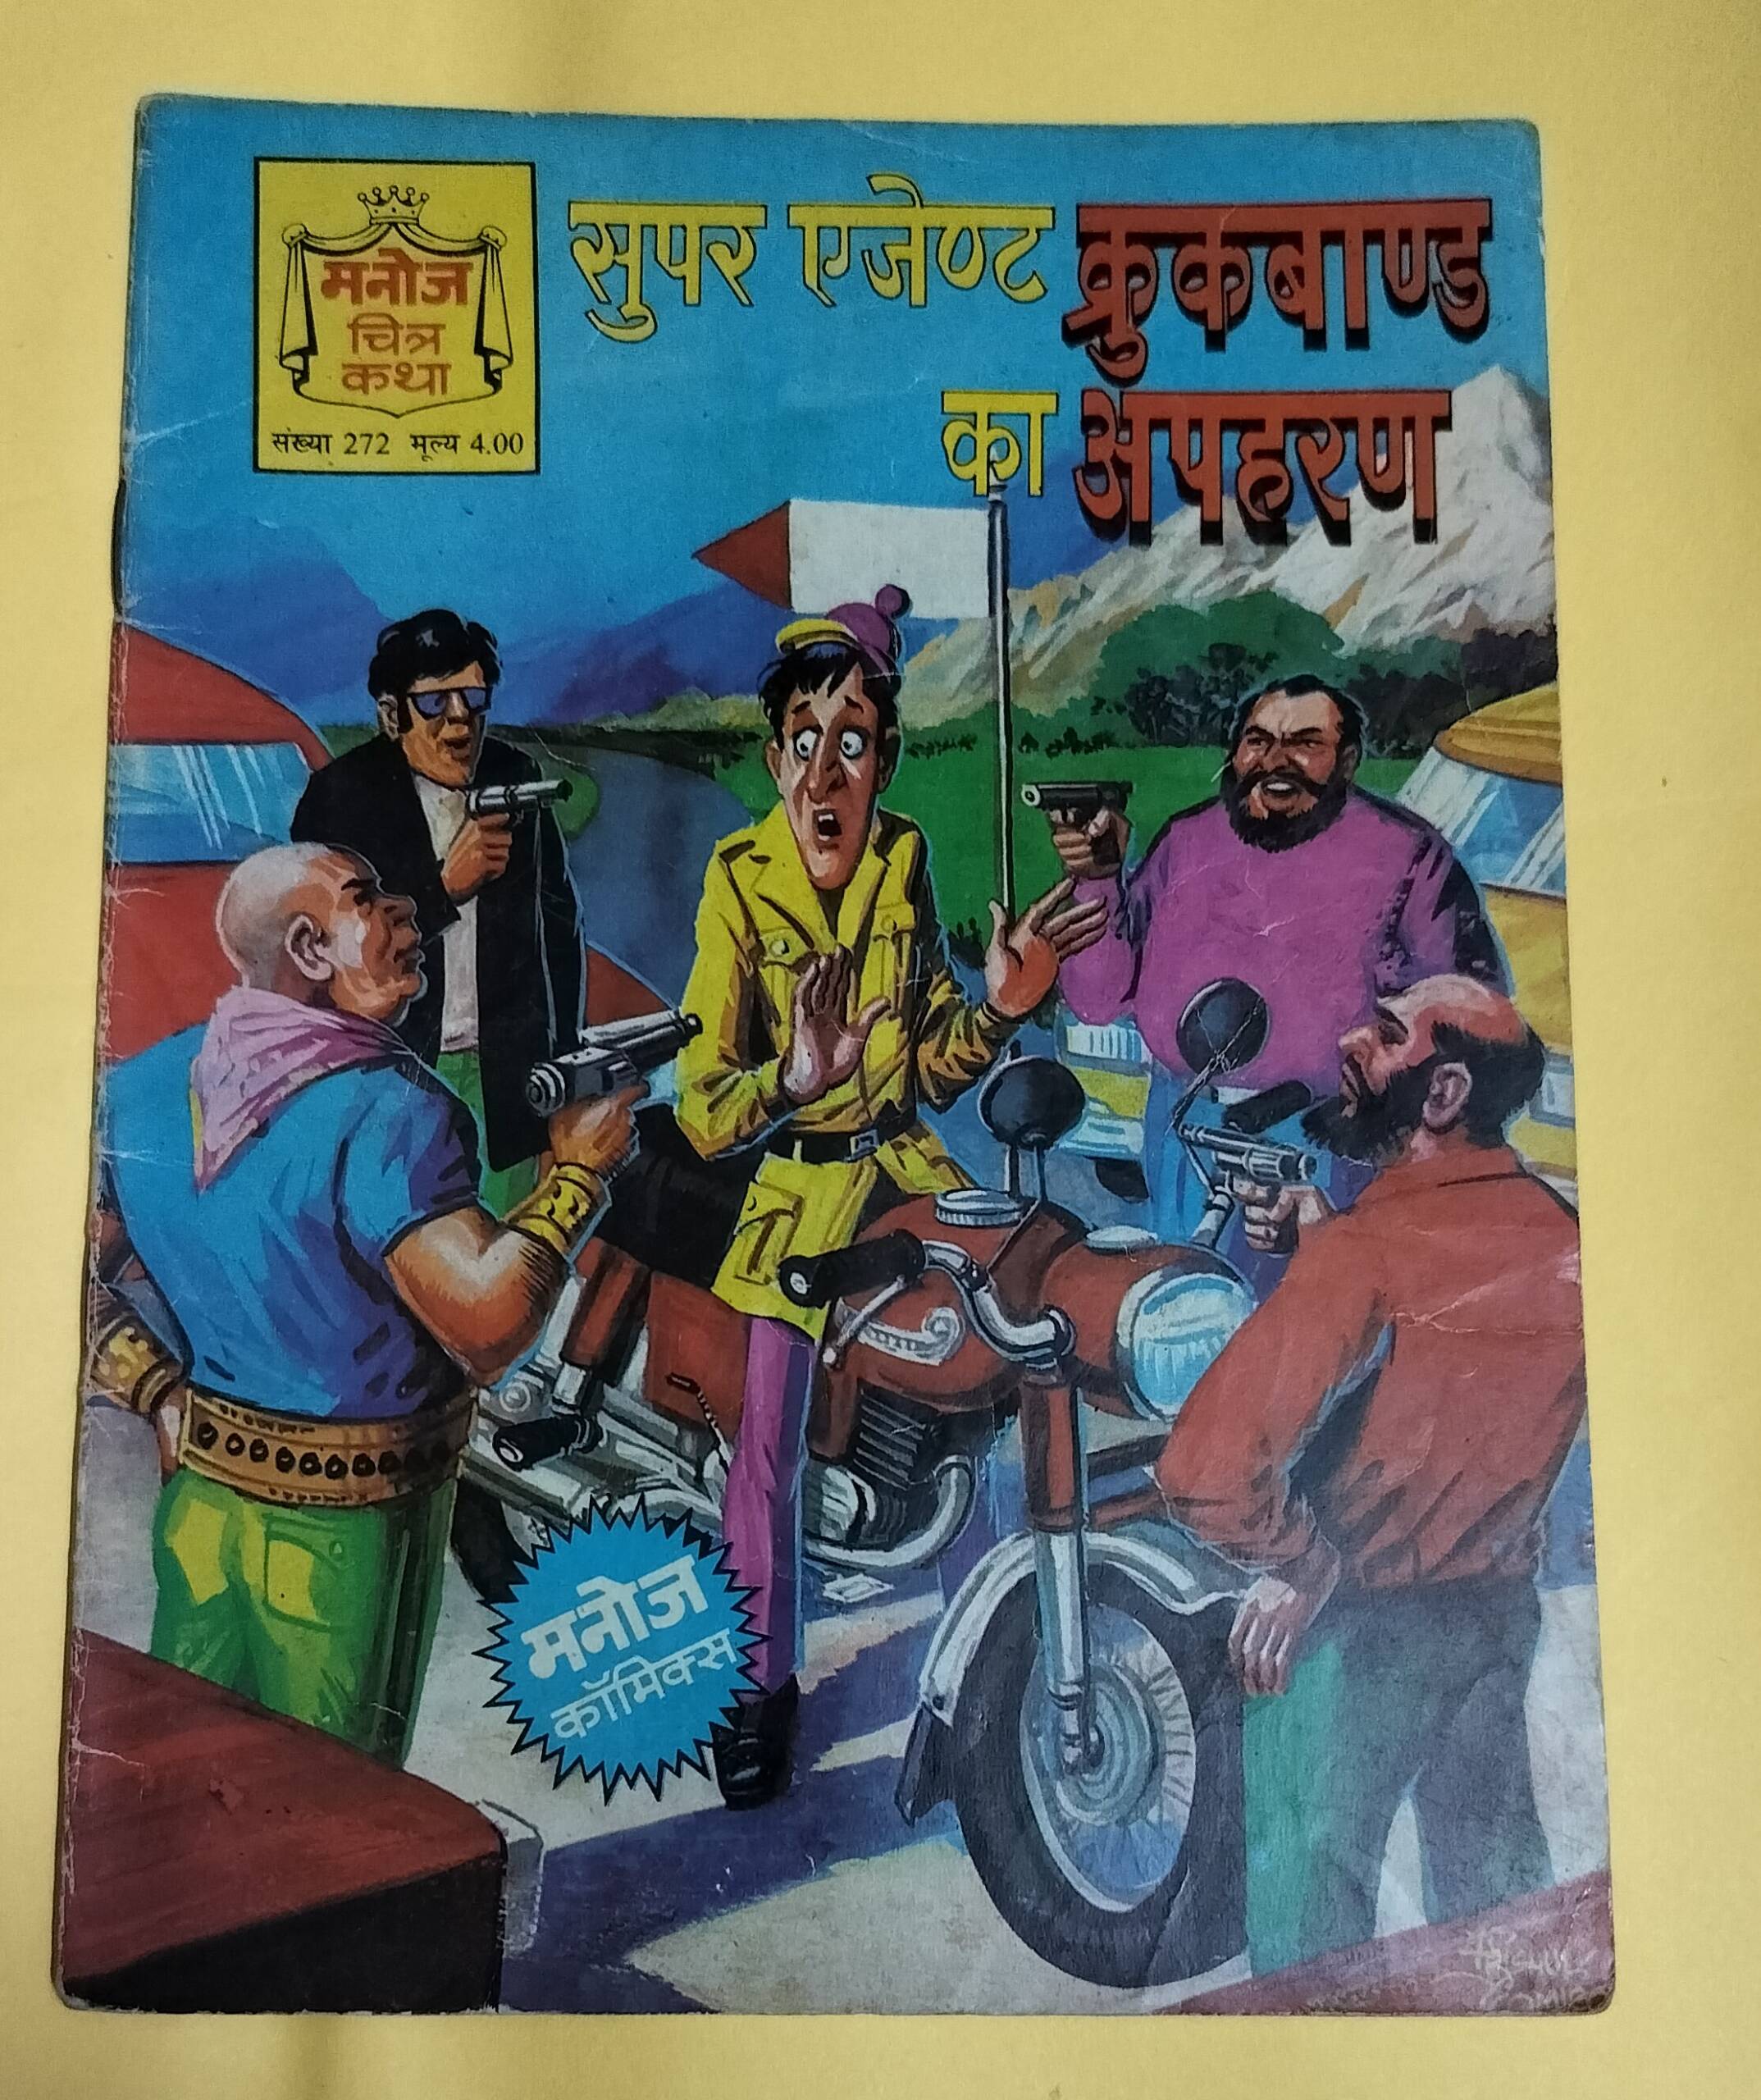 मनोज
चित्र
कथा
संख्या 272 मूल्य 4.00
सुपर एजेण्ट क्रुकबाण्ड
का अपहरण
मनोज
कॉमिक्स